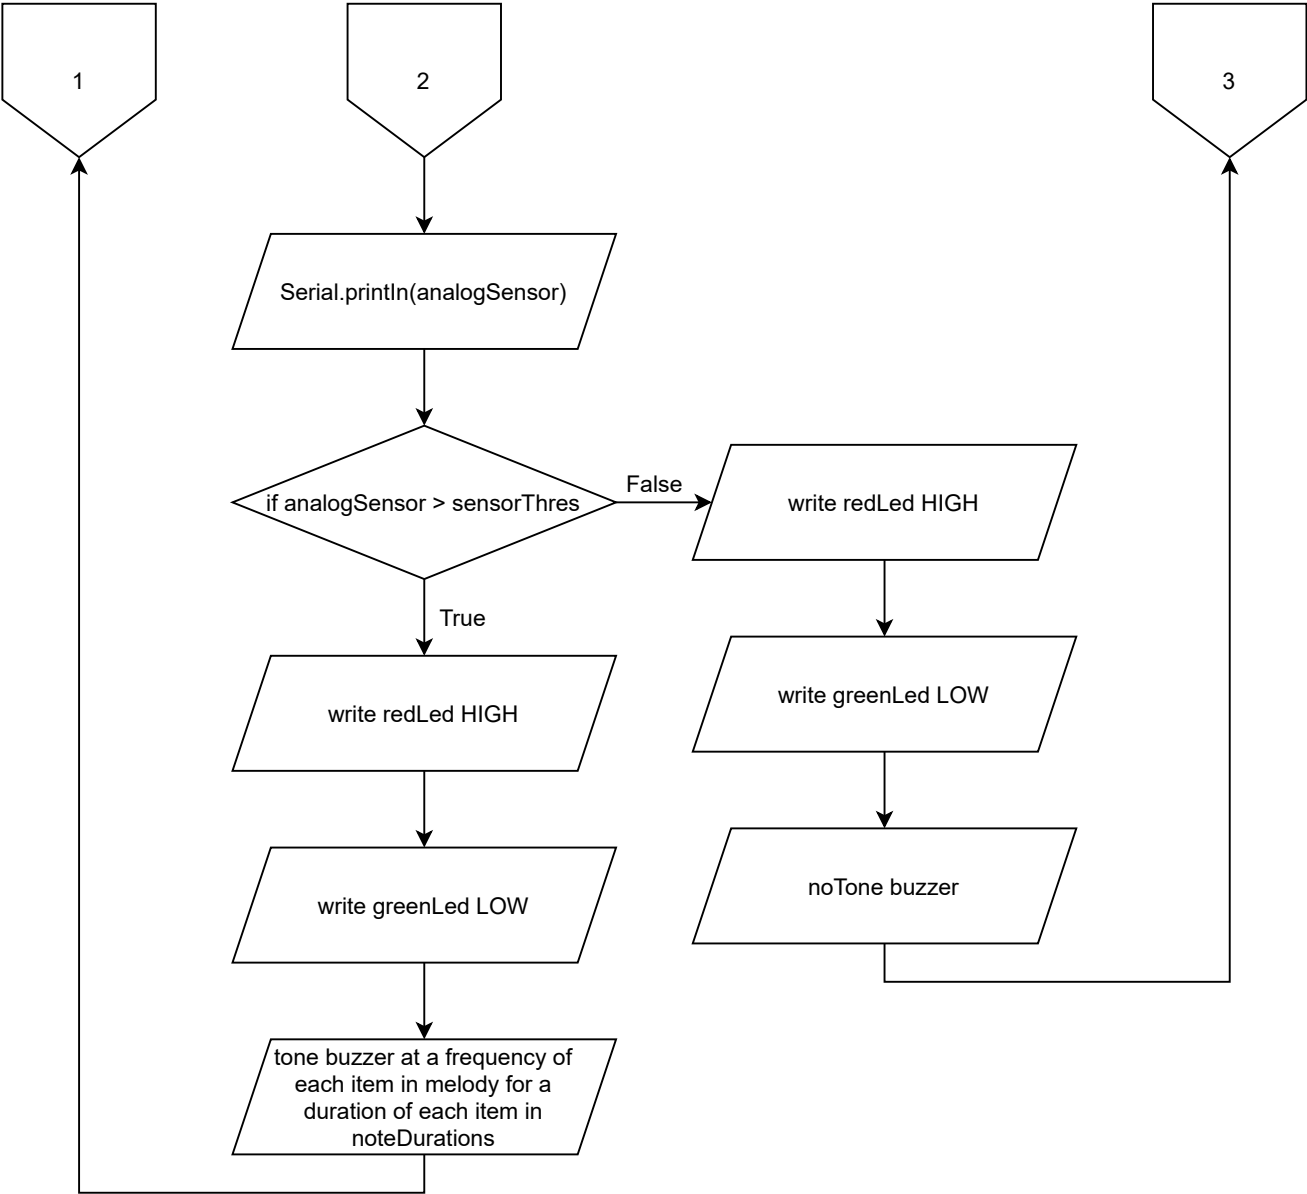 1
2
3
Serial.println(analogSensor)
if analogSensor > sensorThres
False
write redLed HIGH
True
write greenLed LOW
write redLed HIGH
noTone buzzer
write greenLed LOW
tone buzzer at a frequency of
each item in melody for a
duration of each item in
noteDurations